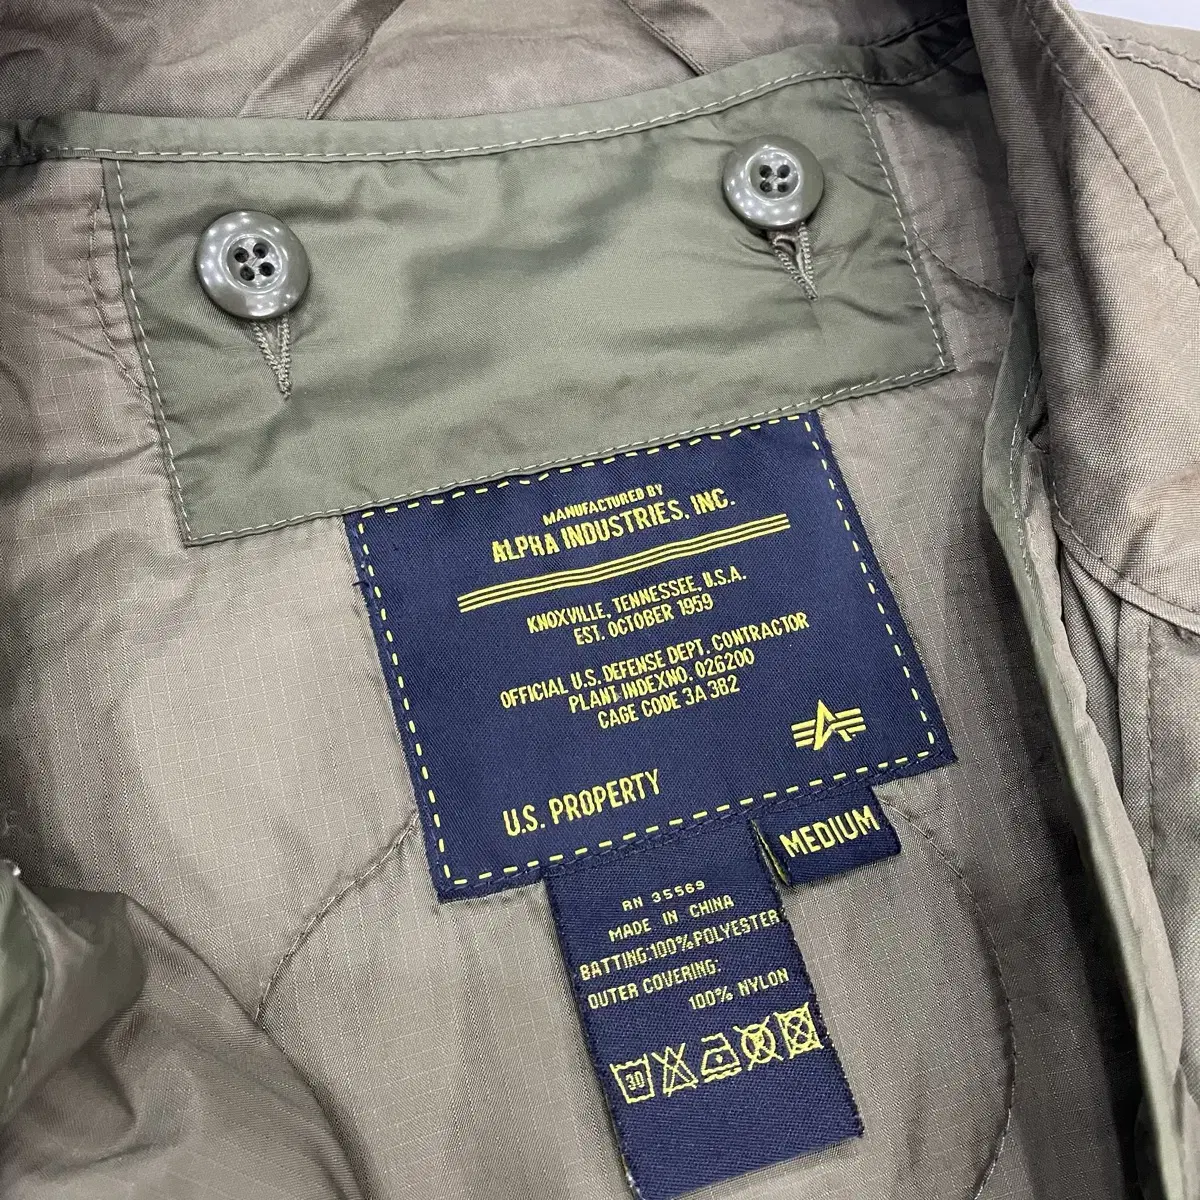 MANUFACTURED BY
ALPHA INDUSTRIES, INC.
KNOXVILLE, TENNESSEE, U.S.A.
EST. OCTOBER 1959
OFFICIAL U.S. DEFENSE DEPT. CONTRACTOR
PLANT INDEXNO. 026200
CAGE CODE 3A 3B2
U.S. PROPERTY
MEDIUM
RN 35569
MADE IN CHINA
BATTING:100%POLYESTER
OUTER COVERING:
100% NYLON
30